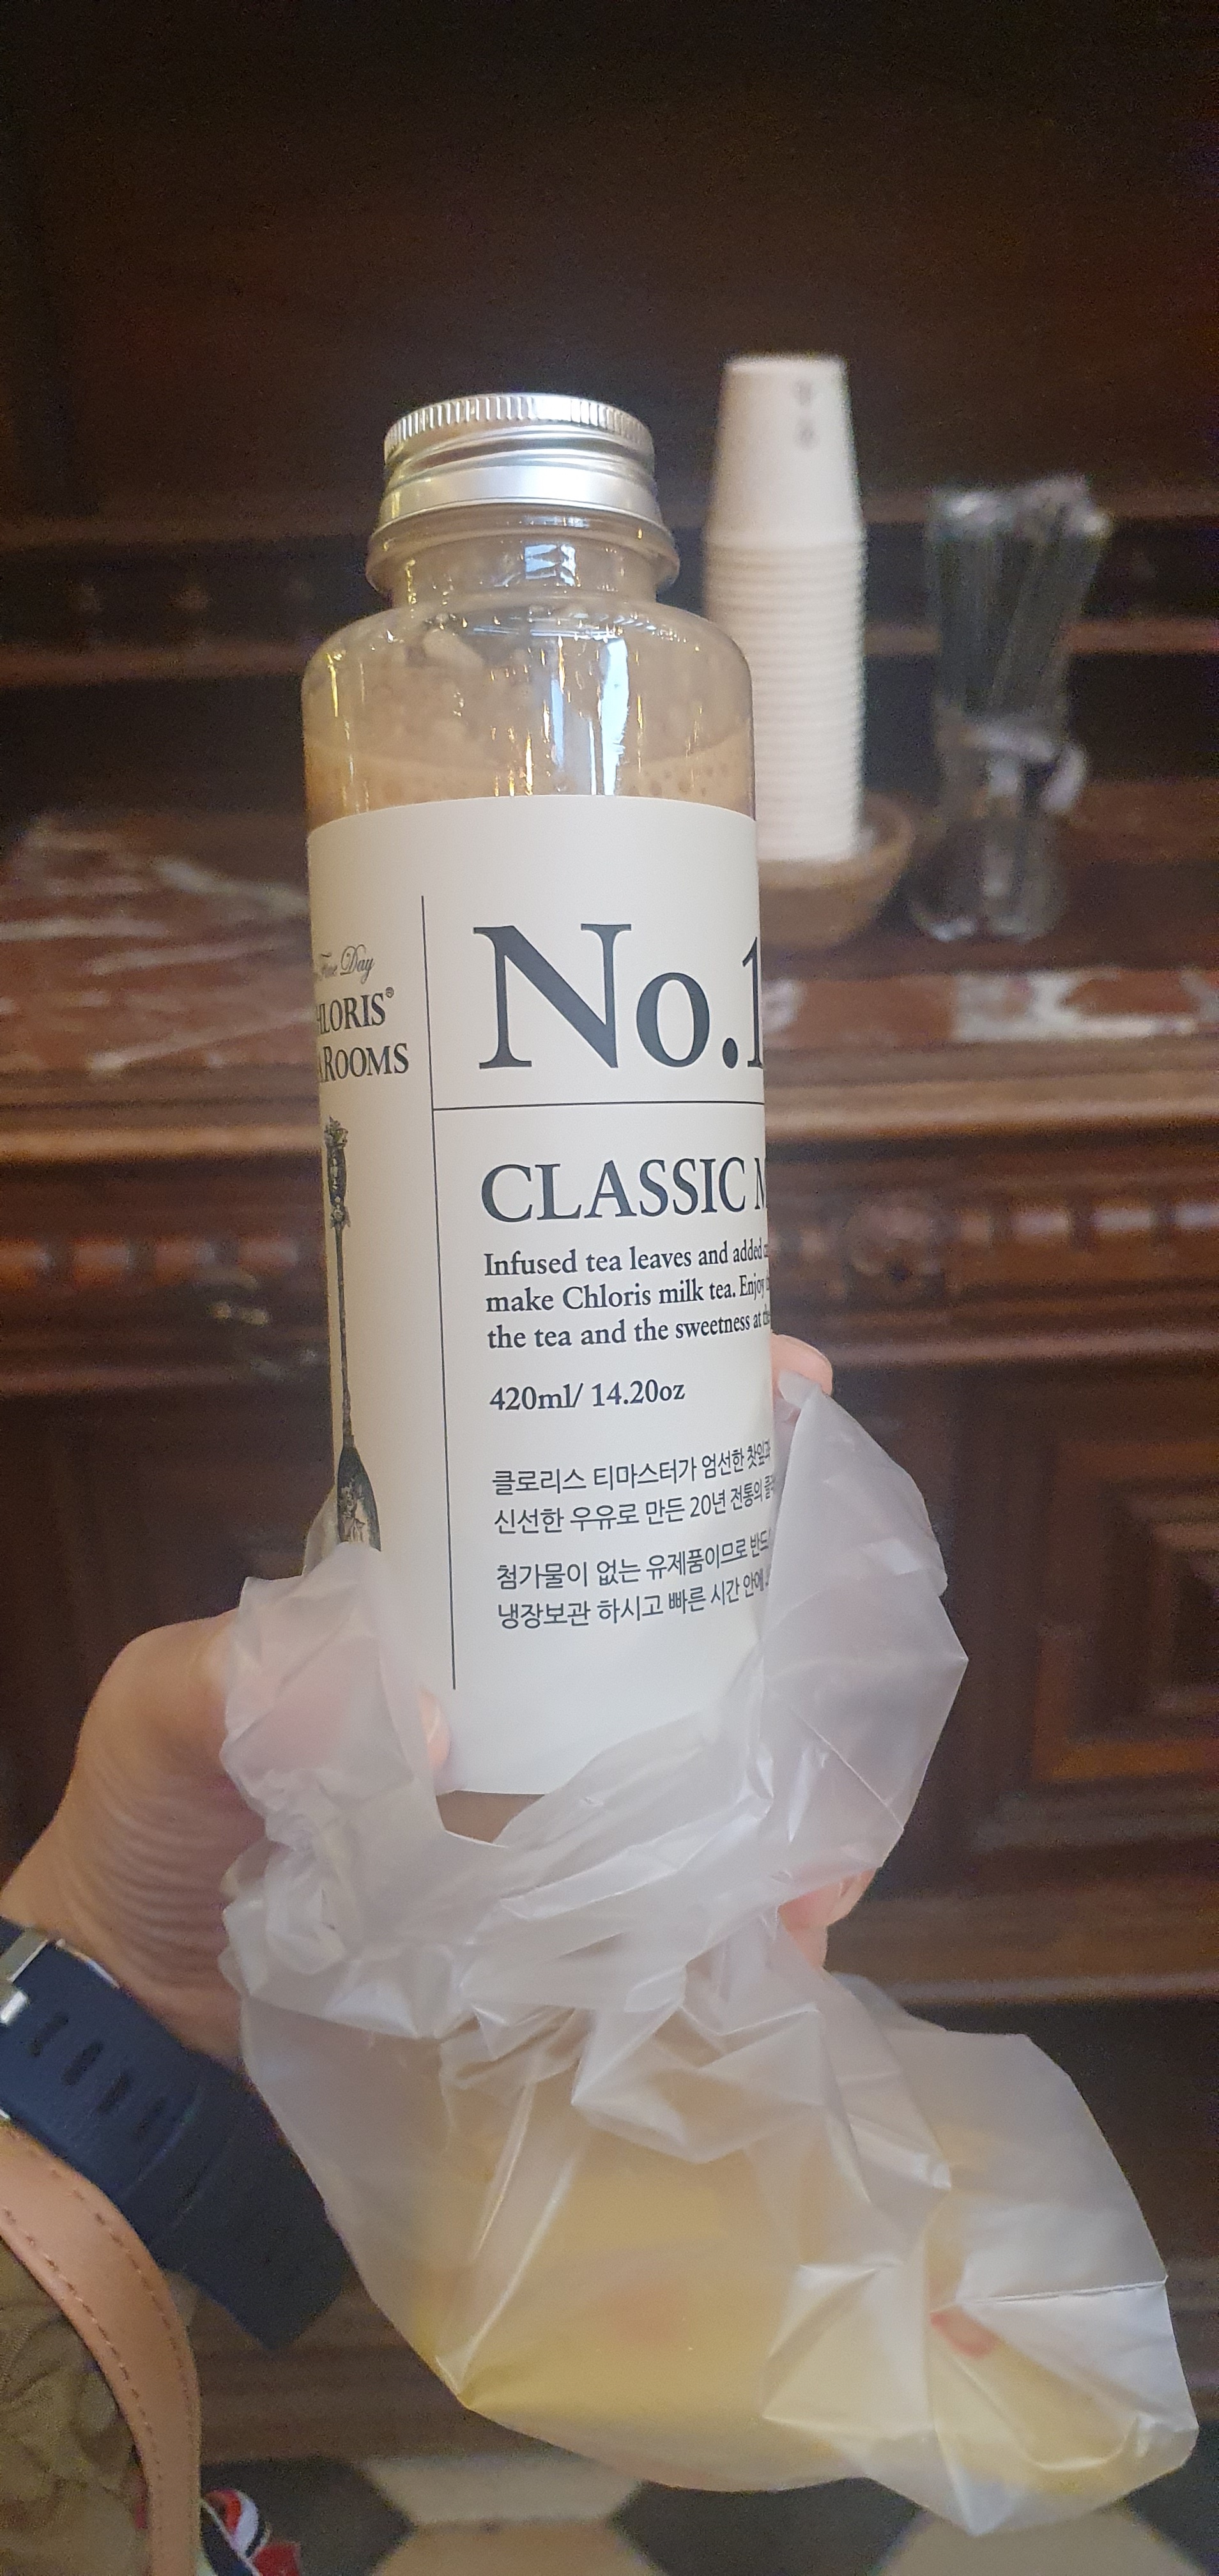 Fine Day
HLORIS®
ROOMS
No.1
CLASSIC
Infused tea leaves and added
make Chloris milk tea. Enjoy
the tea and the sweetness at
420ml/ 14.20oz
클로리스 티마스터가 엄선한 찻잎과
신선한 우유로 만든 20년 전통의
첨가물이 없는 유제품이므로 반드
냉장보관 하시고 빠른 시간 안에